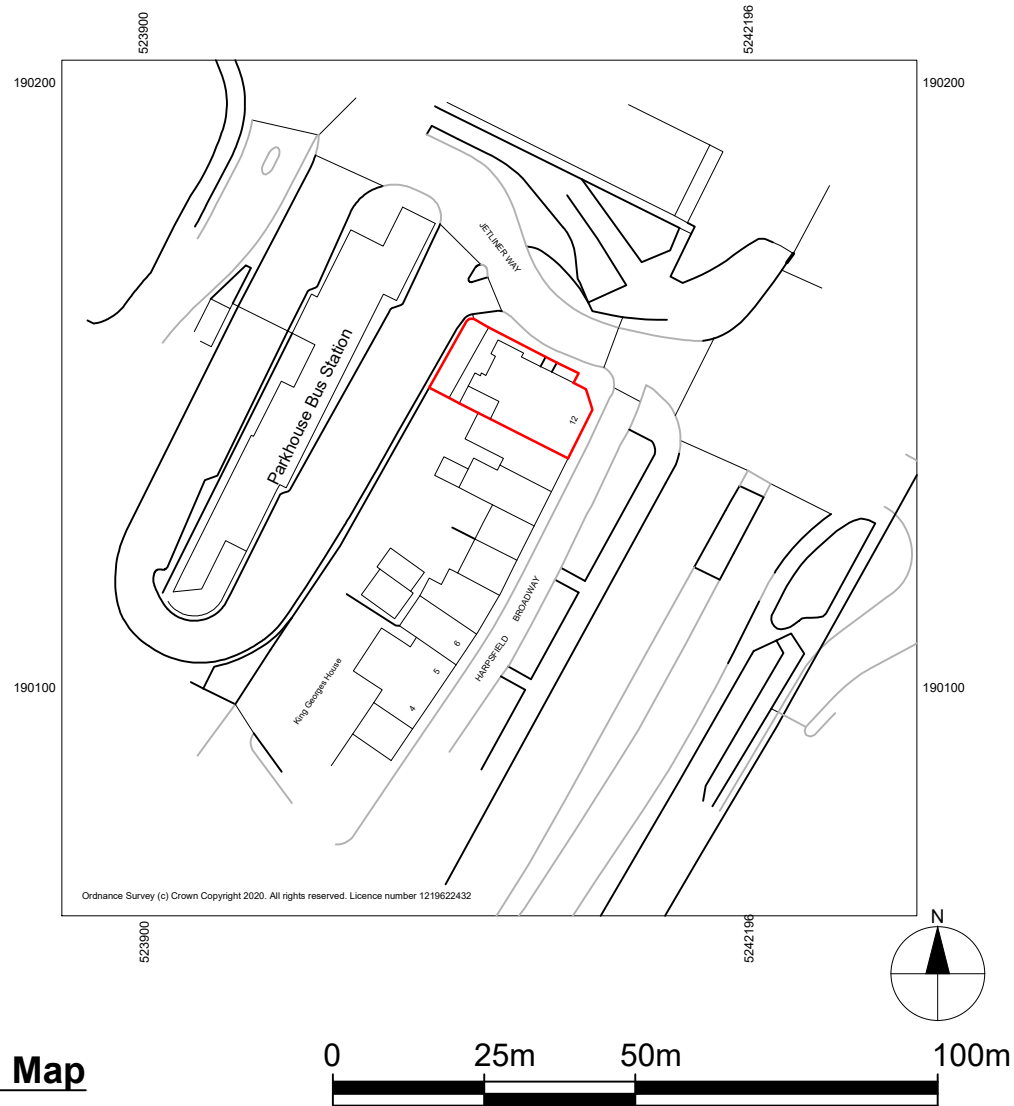 523900
5242196
190200
190200
JETLINER WAY
Parkhouse Bus Station
12
HARPSFIELD BROADWAY
6
5
4
King Georges House
190100
190100
Ordnance Survey (c) Crown Copyright 2020. All rights reserved. Licence number 1219622432
523900
5242196
N
Map
0 25m 50m 100m